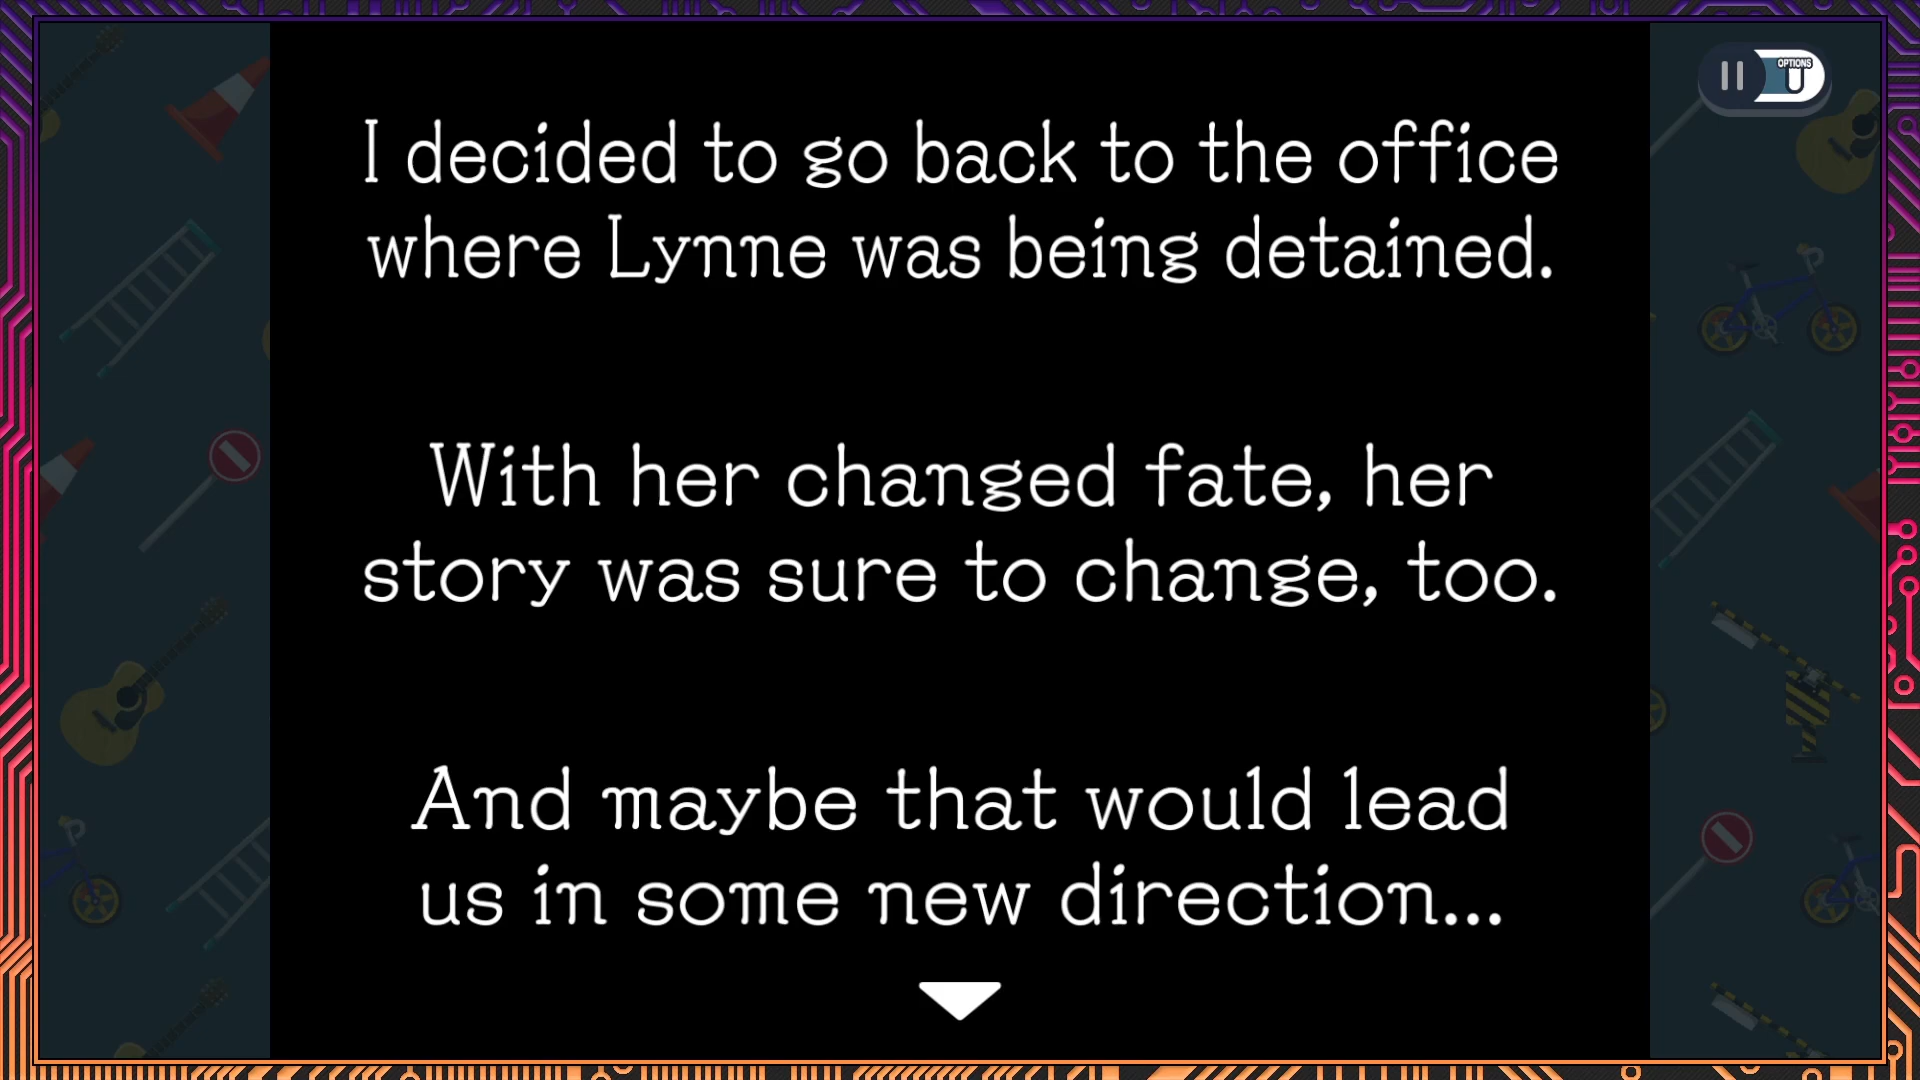 OPTIONS
I decided to go back to the office
where Lynne was being detained.
With her changed fate, her
story was sure to change, too.
And maybe that would lead
us in some new direction...